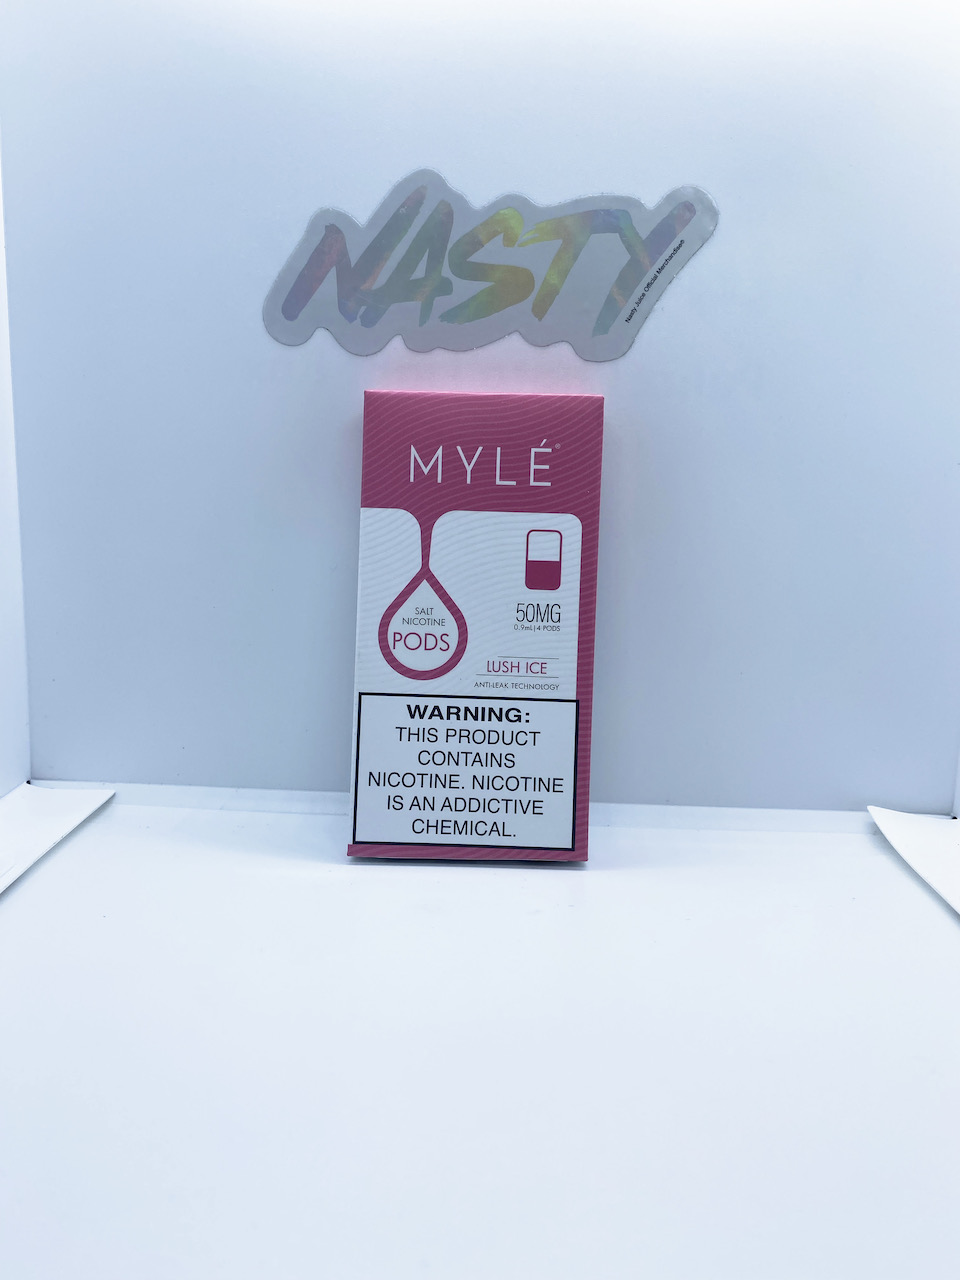 NASTY
Nasty Juice Official Merchandise®
MYLÉ®
50MG
0.9mL | 4 PODS
SALT
NICOTINE
PODS
LUSH ICE
ANTI-LEAK TECHNOLOGY
WARNING:
THIS PRODUCT
CONTAINS
NICOTINE. NICOTINE
IS AN ADDICTIVE
CHEMICAL.